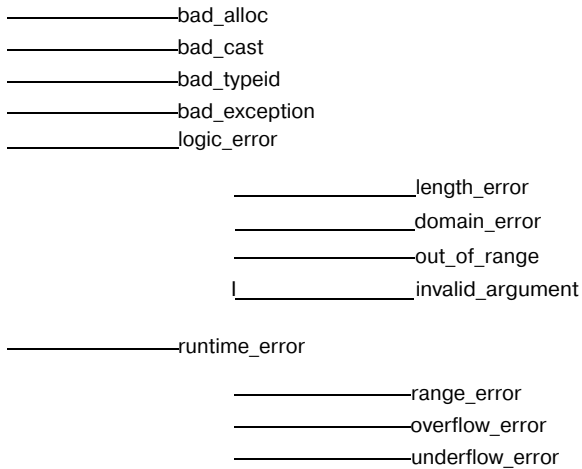 bad_alloc
bad_cast
bad_typeid
bad_exception
logic_error
length_error
domain_error
out_of_range
invalid_argument
runtime_error
range_error
overflow_error
underflow_error